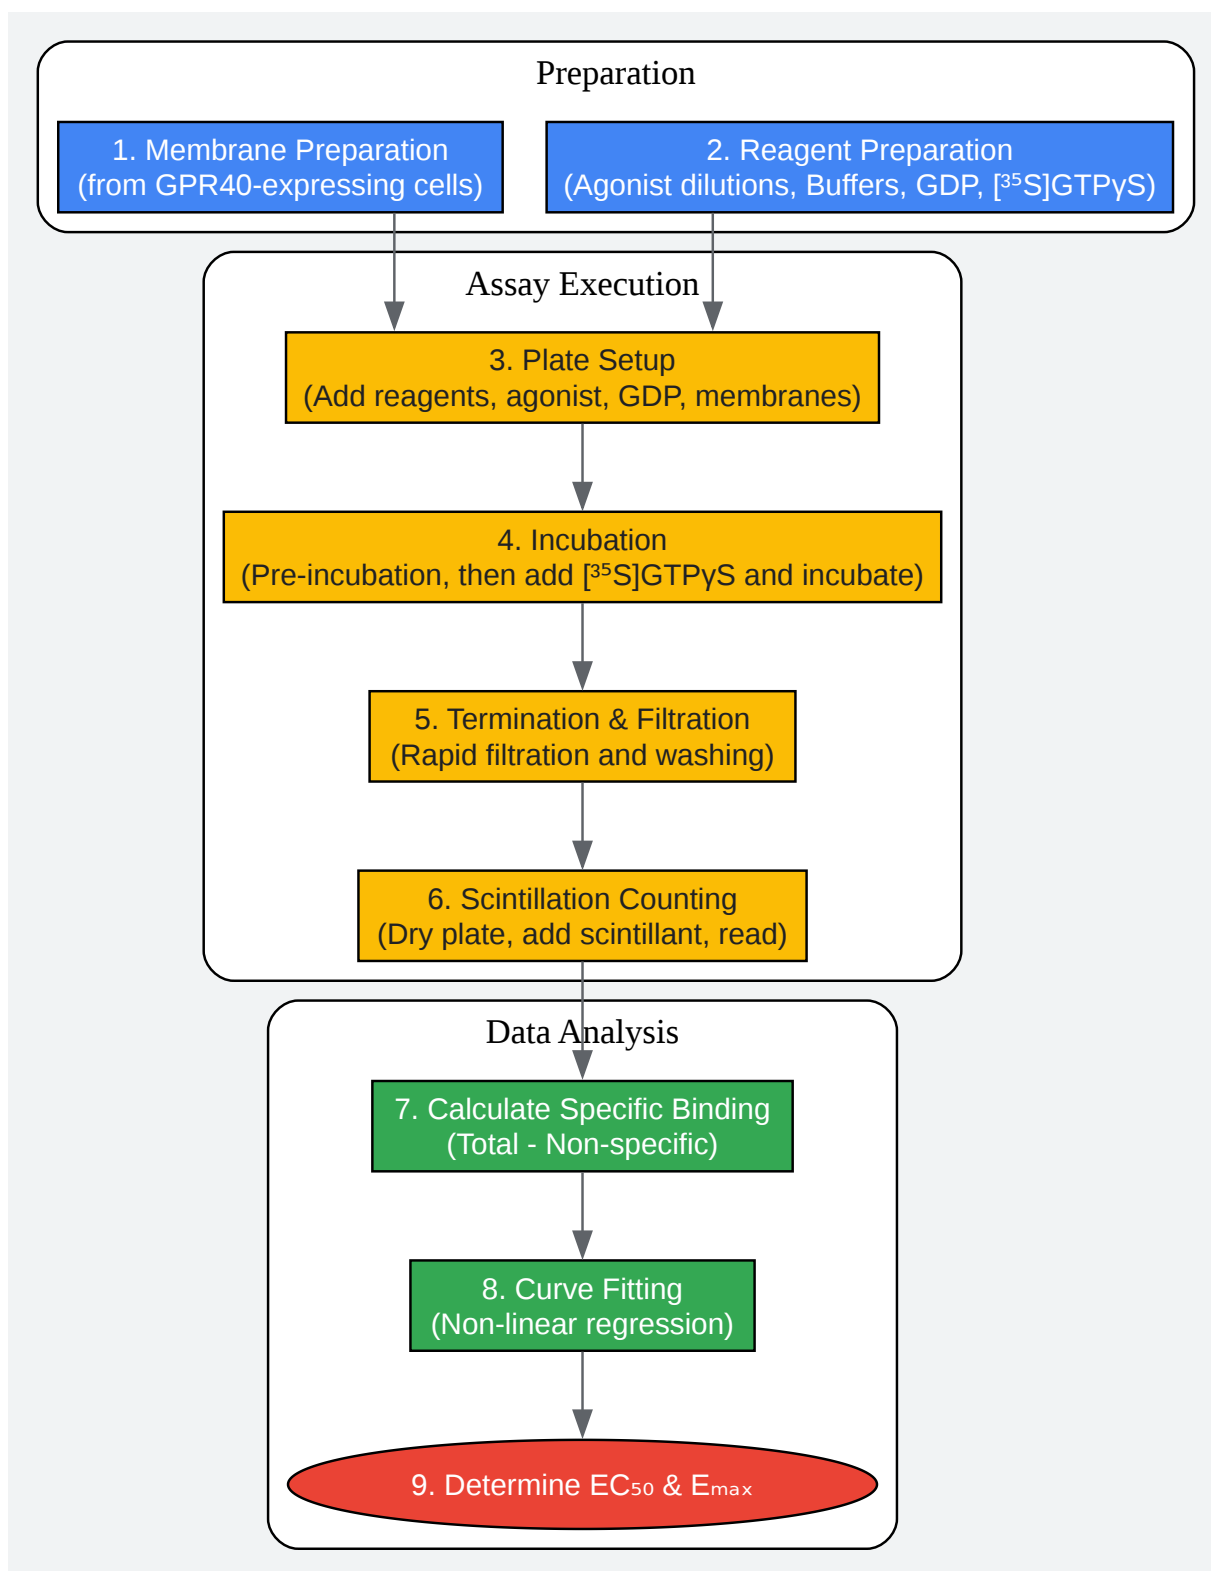 Preparation
1. Membrane Preparation
(from GPR40-expressing cells)
2. Reagent Preparation
(Agonist dilutions, Buffers, GDP, [³⁵S]GTPγS)
Assay Execution
3. Plate Setup
(Add reagents, agonist, GDP, membranes)
4. Incubation
(Pre-incubation, then add [³⁵S]GTPγS and incubate)
5. Termination & Filtration
(Rapid filtration and washing)
6. Scintillation Counting
(Dry plate, add scintillant, read)
Data Analysis
7. Calculate Specific Binding
(Total - Non-specific)
8. Curve Fitting
(Non-linear regression)
9. Determine EC₅₀ & Eₘₐₓ